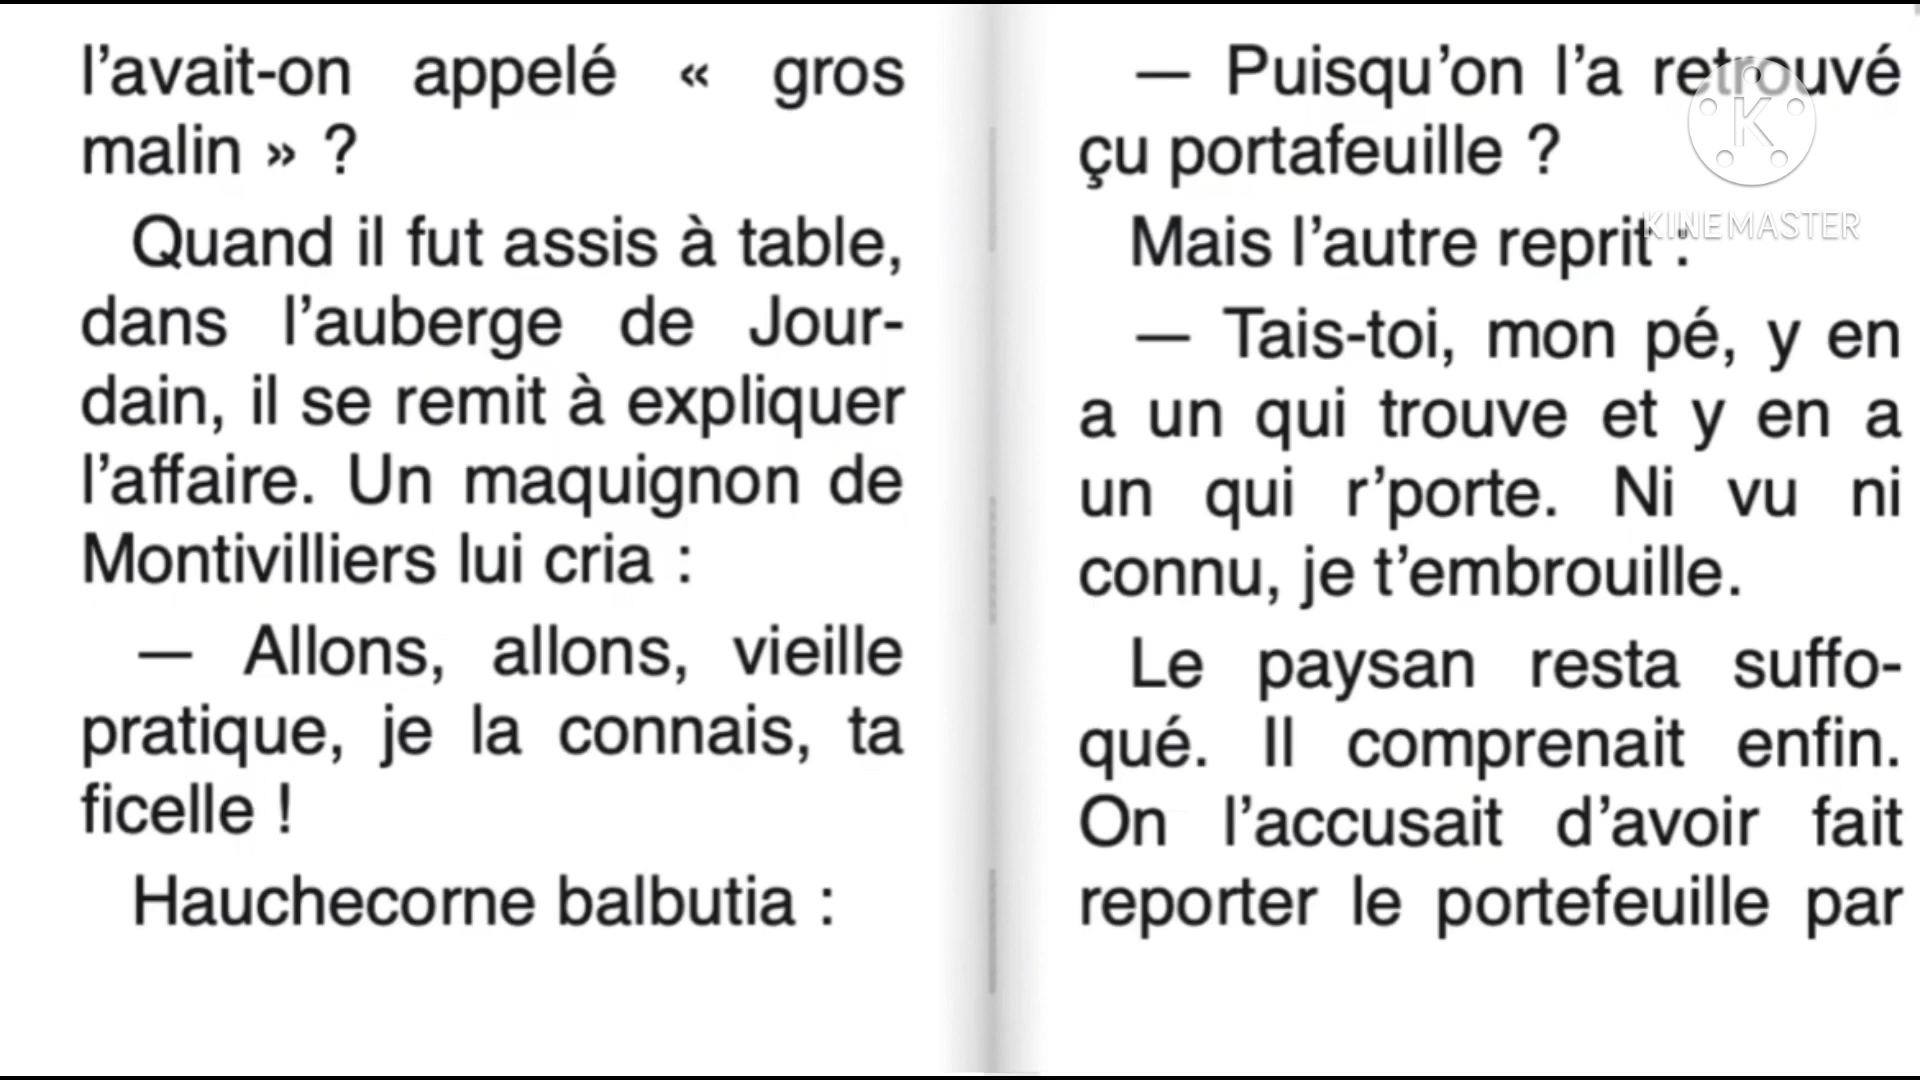 l’avait-on appelé « gros
malin » ?
Quand il fut assis à table,
dans l’auberge de Jour-
dain, il se remit à expliquer
l’affaire. Un maquignon de
Montivilliers lui cria :
— Allons, allons, vieille
pratique, je la connais, ta
ficelle !
Hauchecorne balbutia :
— Puisqu’on l’a retrouvé
çu portafeuille ?
Mais l’autre reprit :
— Tais-toi, mon pé, y en
a un qui trouve et y en a
un qui r’porte. Ni vu ni
connu, je t’embrouille.
Le paysan resta suffo-
qué. Il comprenait enfin.
On l’accusait d’avoir fait
reporter le portefeuille par
K
KINEMASTER